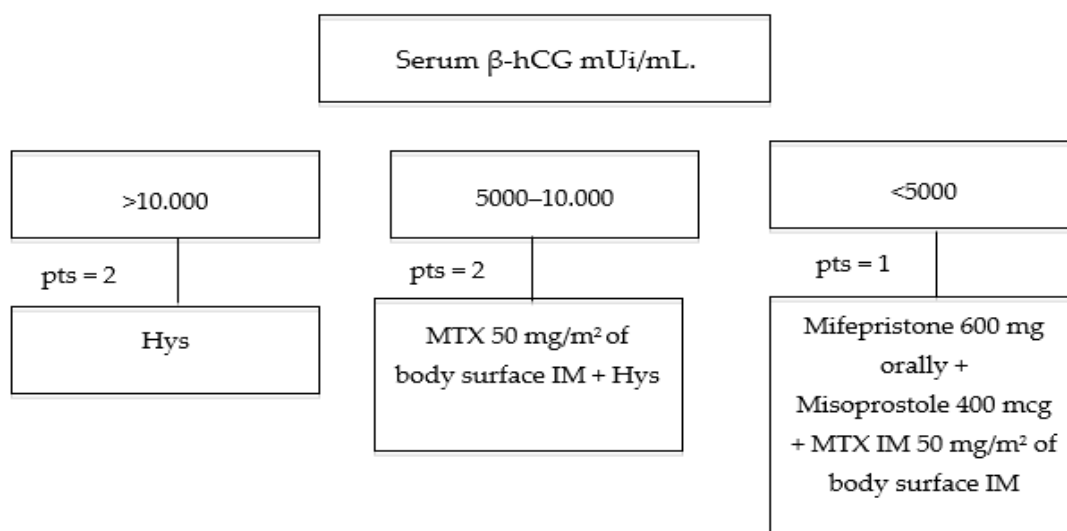 Serum β-hCG mUi/mL.
>10.000
5000–10.000
<5000
pts = 2
pts = 2
pts = 1
Hys
MTX 50 mg/m² of
body surface IM + Hys
Mifepristone 600 mg
orally +
Misoprostole 400 mcg
+ MTX IM 50 mg/m² of
body surface IM